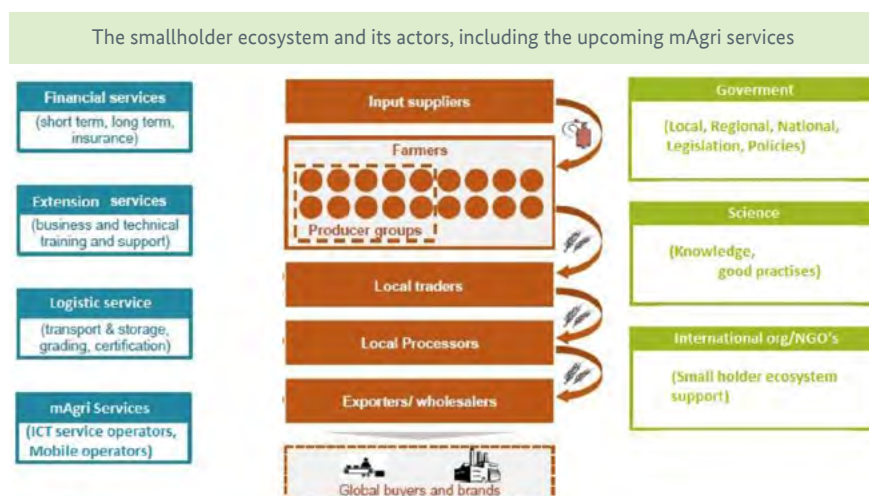 The smallholder ecosystem and its actors, including the upcoming mAgri services
Financial services
(short term, long term,
insurance)
Extension services
(business and technical
training and support)
Logistic service
(transport & storage,
grading, certification)
mAgri Services
(ICT service operators,
Mobile operators)
Input suppliers
Farmers
Producer groups
Local traders
Local Processors
Exporters/ wholesalers
Global buyers and brands
Goverment
(Local, Regional, National,
Legislation, Policies)
Science
(Knowledge,
good practises)
International org/NGO's
(Small holder ecosystem
support)